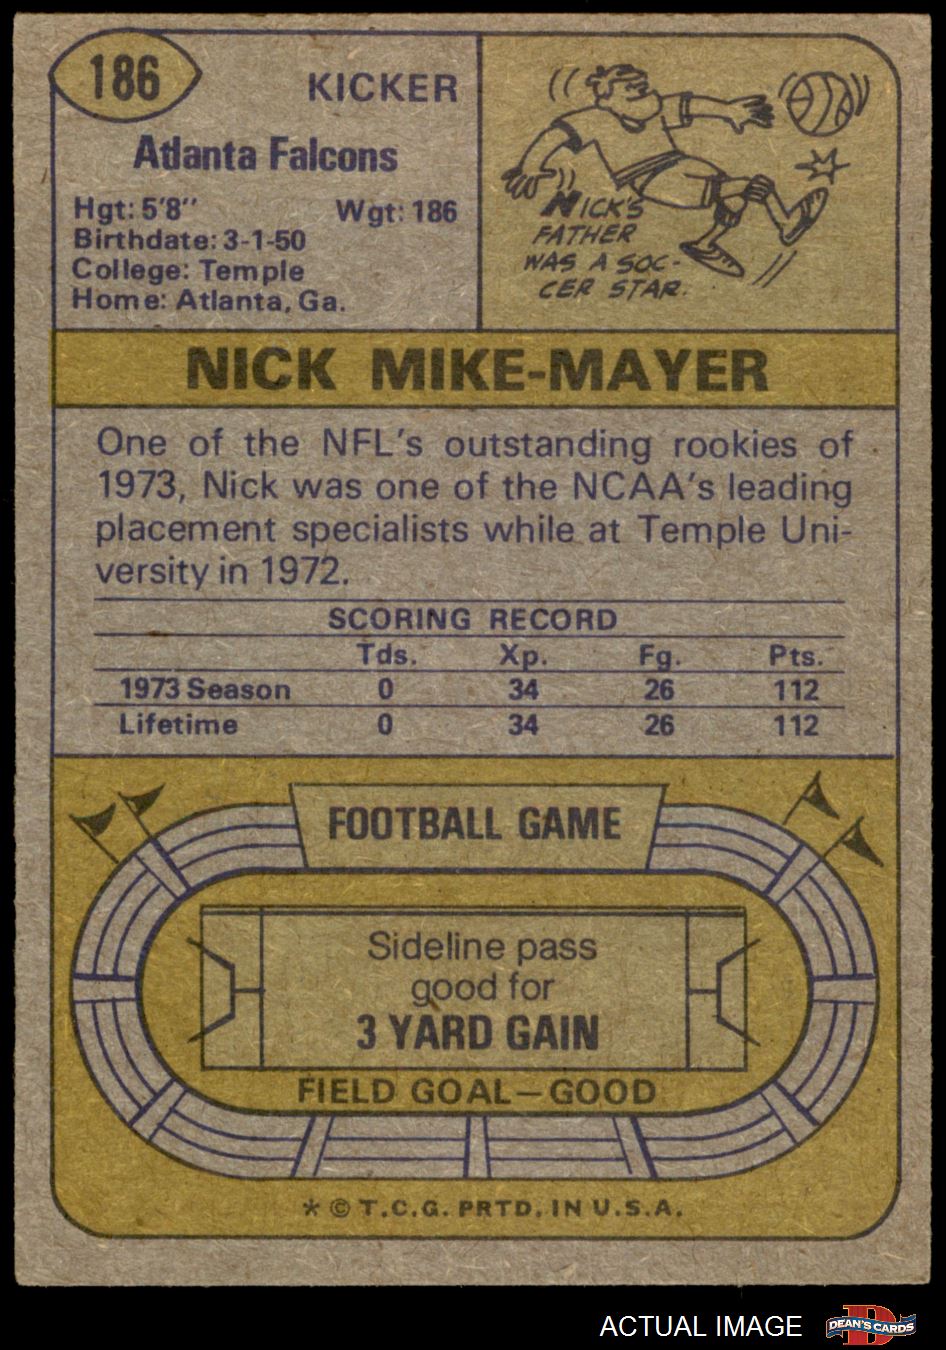 186
KICKER
Atlanta Falcons
Hgt: 5'8" Wgt: 186
Birthdate: 3-1-50
College: Temple
Home: Atlanta, Ga.
NICK'S
FATHER
WAS A SOC-
CER STAR.
NICK MIKE-MAYER
One of the NFL's outstanding rookies of
1973, Nick was one of the NCAA's leading
placement specialists while at Temple Uni-
versity in 1972.
SCORING RECORD
Tds. Xp. Fg. Pts.
1973 Season 0 34 26 112
Lifetime 0 34 26 112
FOOTBALL GAME
Sideline pass
good for
3 YARD GAIN
FIELD GOAL—GOOD
* © T.C.G. PRTD. IN U.S.A.
ACTUAL IMAGE
D
DEAN'S CARDS